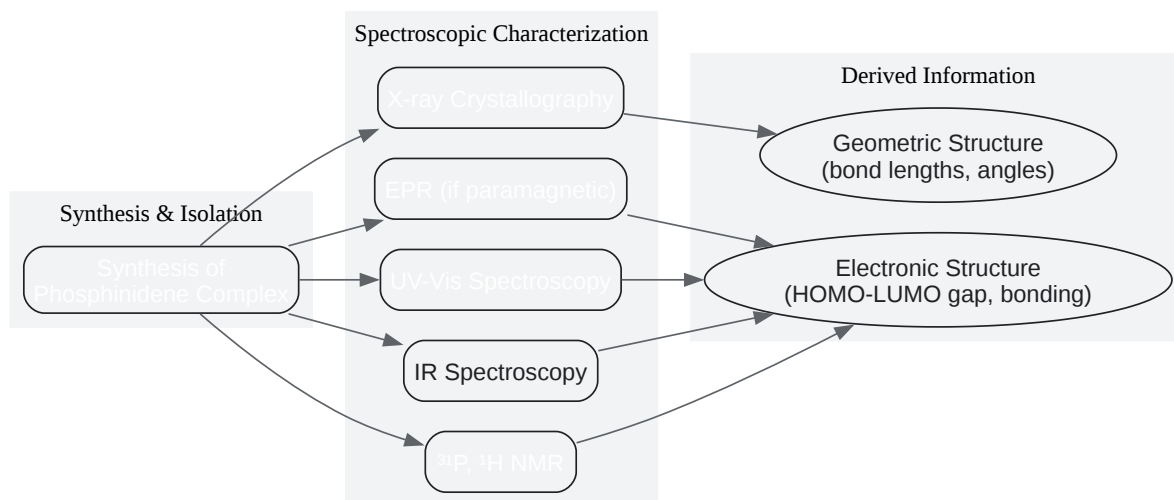 Spectroscopic Characterization
X-ray Crystallography
EPR (if paramagnetic)
UV-Vis Spectroscopy
IR Spectroscopy
³¹P, ¹H NMR
Synthesis & Isolation
Synthesis of
Phosphinidene Complex
Derived Information
Geometric Structure
(bond lengths, angles)
Electronic Structure
(HOMO-LUMO gap, bonding)